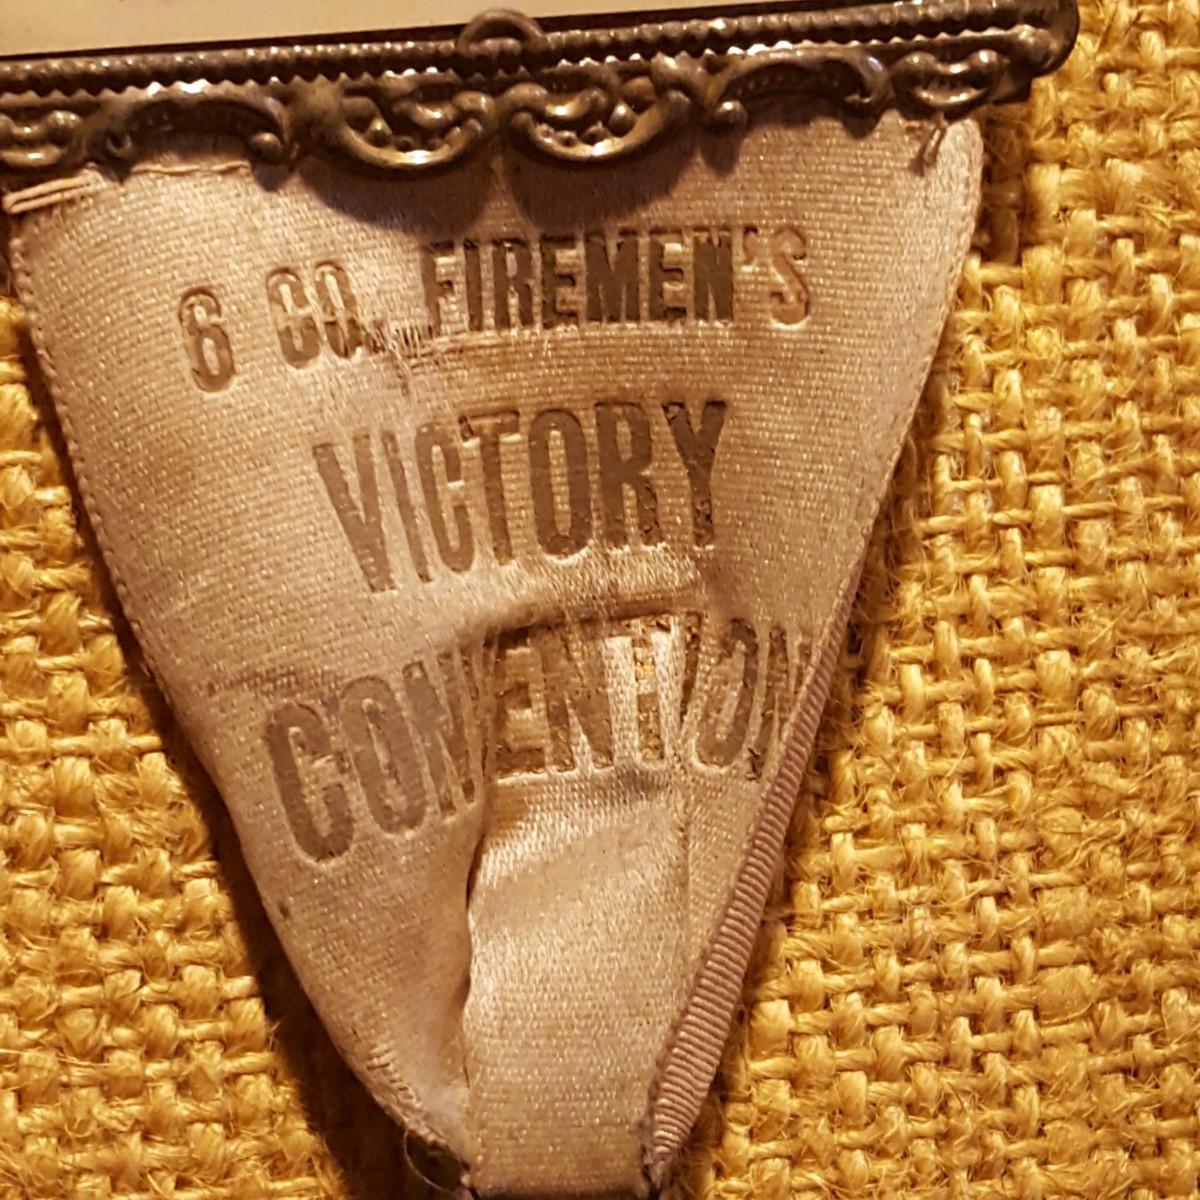 6 CO. FIREMEN'S
VICTORY
CONVENTION